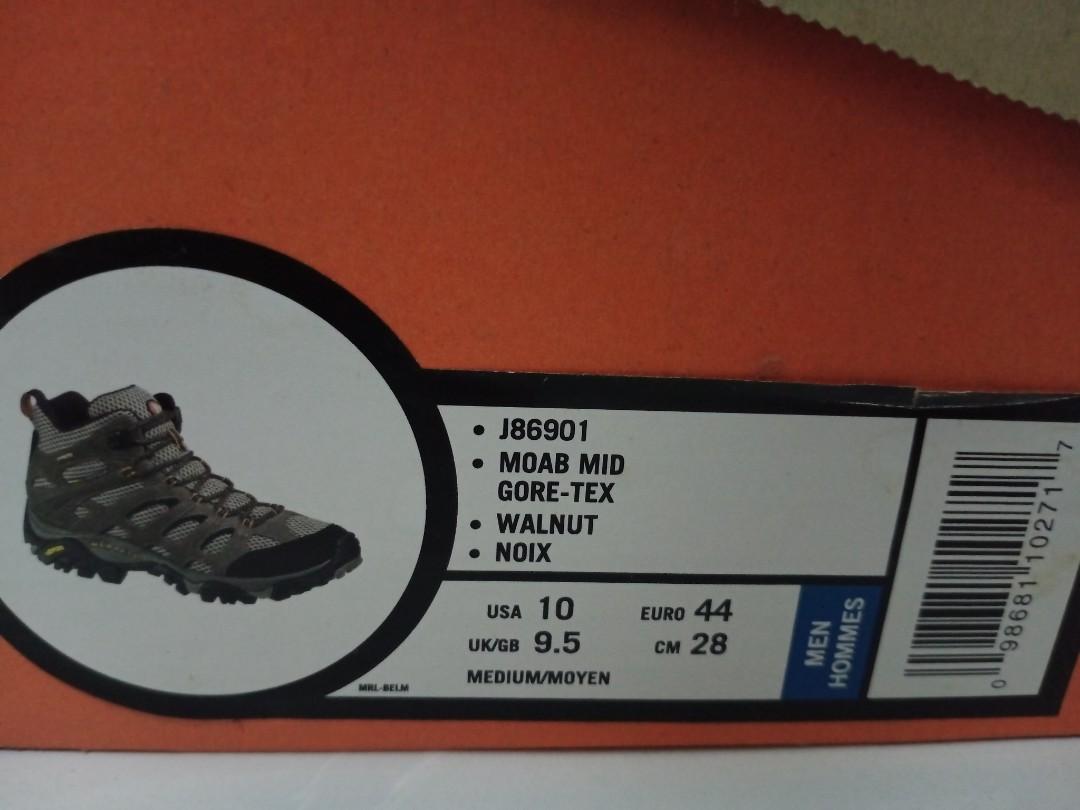 • J86901
• MOAB MID
GORE-TEX
• WALNUT
• NOIX
USA 10 EURO 44
UK/GB 9.5 CM 28
MEDIUM/MOYEN
MRL-BELM
MEN
HOMMES
0 98681 10271 7